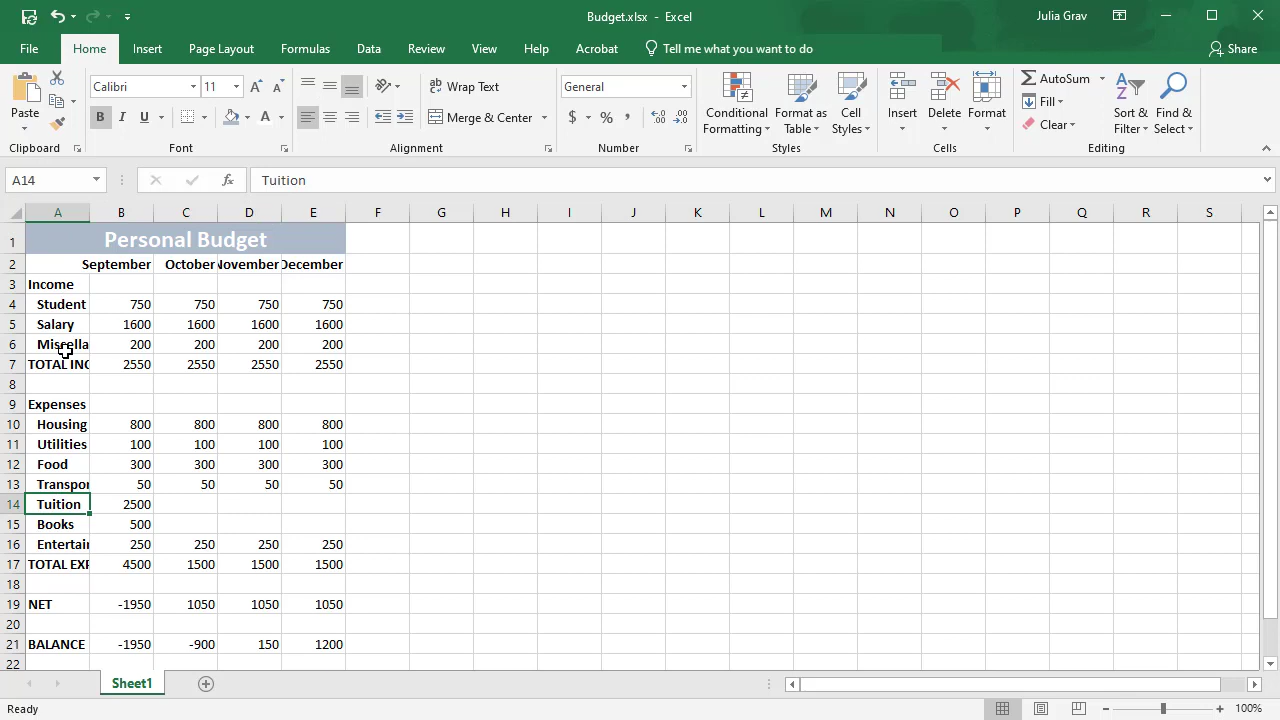 Budget.xlsx - Excel
Julia Grav
File Home Insert Page Layout Formulas Data Review View Help Acrobat Tell me what you want to do Share
Paste
Clipboard
Calibri 11
B I U
Font
Wrap Text
Merge & Center
Alignment
General
$ % ,
Number
Conditional Formatting
Format as Table
Cell Styles
Styles
Insert Delete Format
Cells
AutoSum
Fill
Clear
Sort & Filter
Find & Select
Editing
A14 fx Tuition
A B C D E F G H I J K L M N O P Q R S
1 Personal Budget
2 September October November December
3 Income
4 Student 750 750 750 750
5 Salary 1600 1600 1600 1600
6 Miscella 200 200 200 200
7 TOTAL INC 2550 2550 2550 2550
8
9 Expenses
10 Housing 800 800 800 800
11 Utilities 100 100 100 100
12 Food 300 300 300 300
13 Transpor 50 50 50 50
14 Tuition 2500
15 Books 500
16 Entertain 250 250 250 250
17 TOTAL EXP 4500 1500 1500 1500
18
19 NET -1950 1050 1050 1050
20
21 BALANCE -1950 -900 150 1200
22
Sheet1
Ready
100%